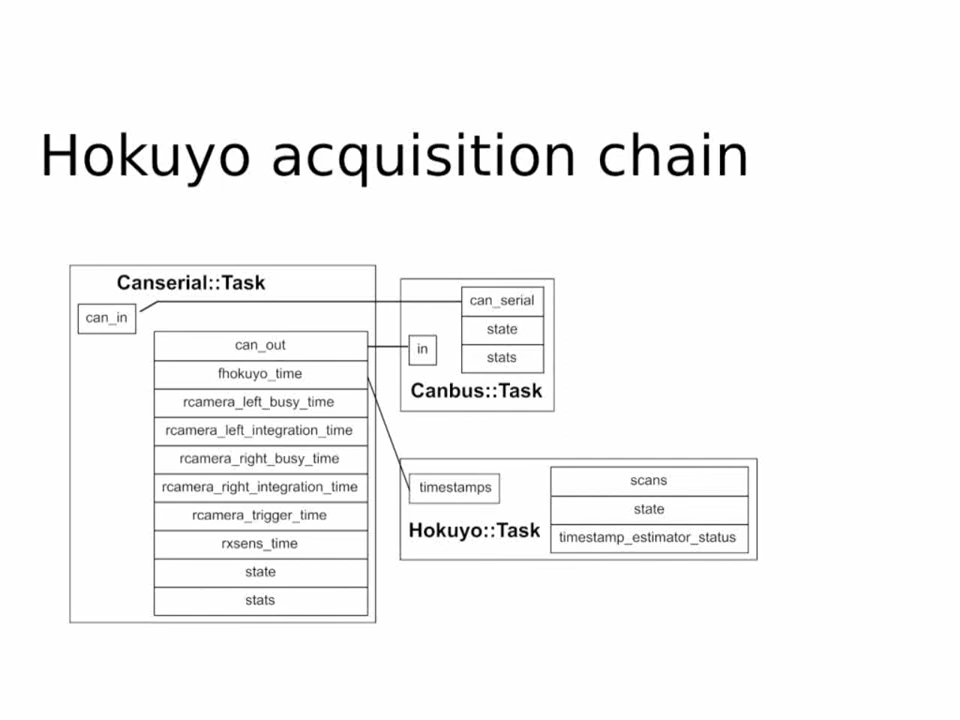 Hokuyo acquisition chain
Canserial::Task
can_in
can_out
fhokuyo_time
rcamera_left_busy_time
rcamera_left_integration_time
rcamera_right_busy_time
rcamera_right_integration_time
rcamera_trigger_time
rxsens_time
state
stats
can_serial
state
stats
in
Canbus::Task
timestamps
Hokuyo::Task
scans
state
timestamp_estimator_status